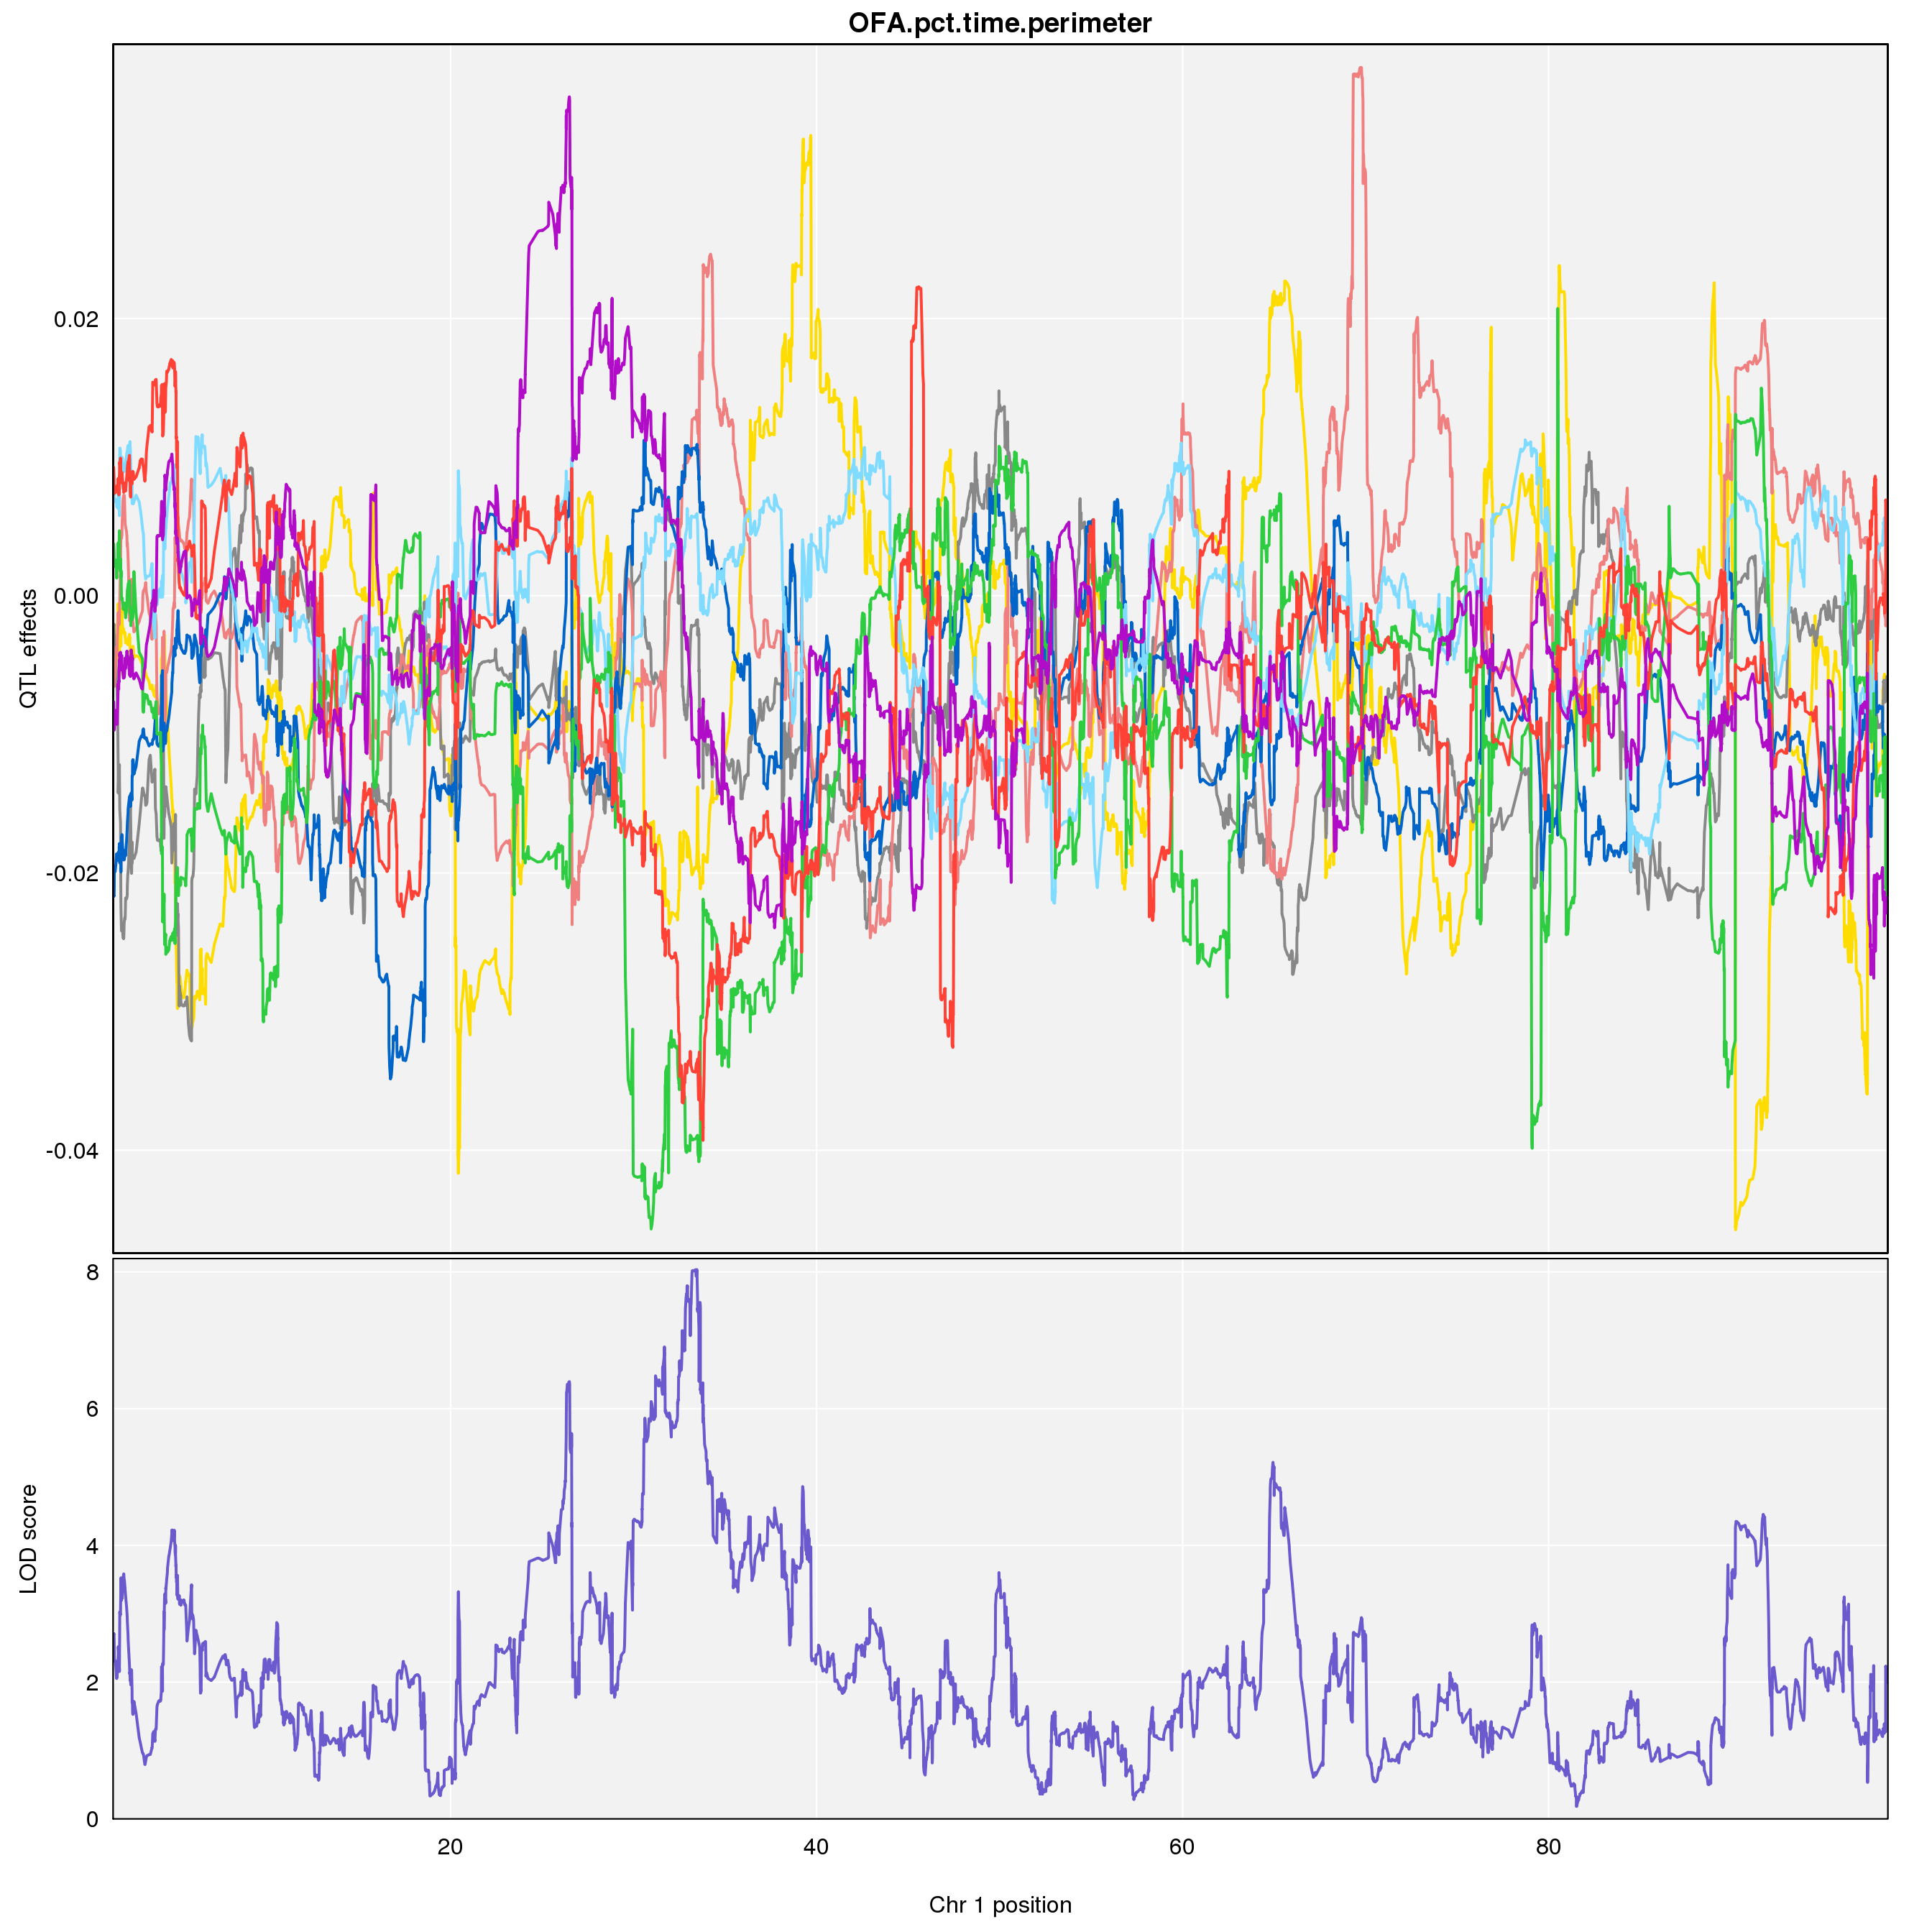 OFA.pct.time.perimeter
QTL effects
0.02
0.00
-0.02
-0.04
LOD score
8
6
4
2
0
20 40 60 80
Chr 1 position